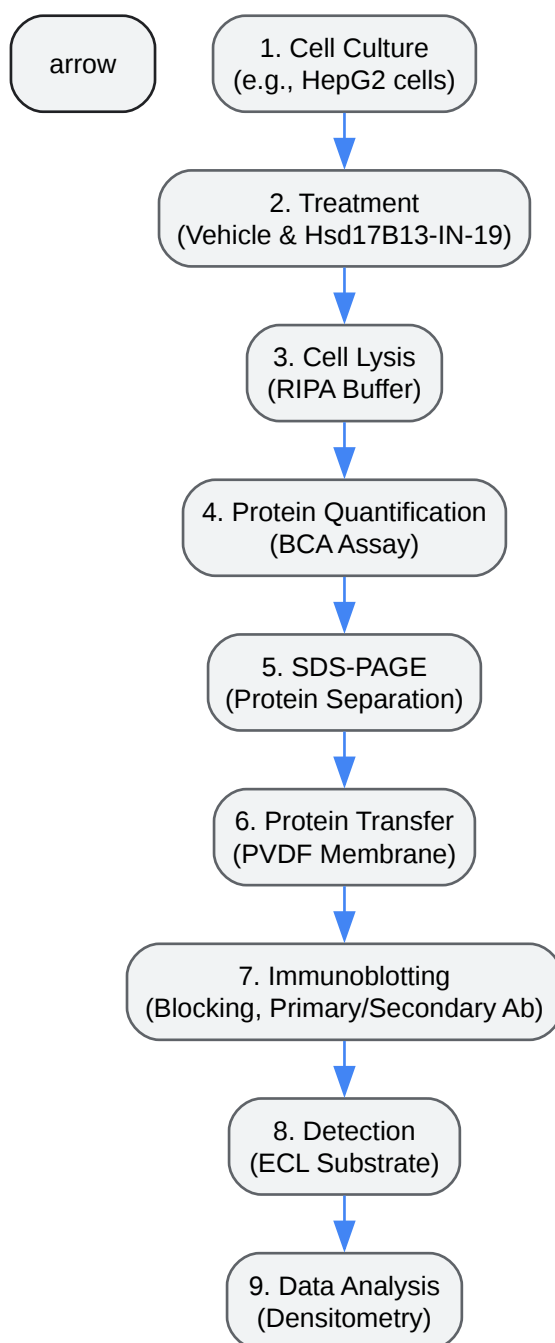 arrow
1. Cell Culture
(e.g., HepG2 cells)
2. Treatment
(Vehicle & Hsd17B13-IN-19)
3. Cell Lysis
(RIPA Buffer)
4. Protein Quantification
(BCA Assay)
5. SDS-PAGE
(Protein Separation)
6. Protein Transfer
(PVDF Membrane)
7. Immunoblotting
(Blocking, Primary/Secondary Ab)
8. Detection
(ECL Substrate)
9. Data Analysis
(Densitometry)